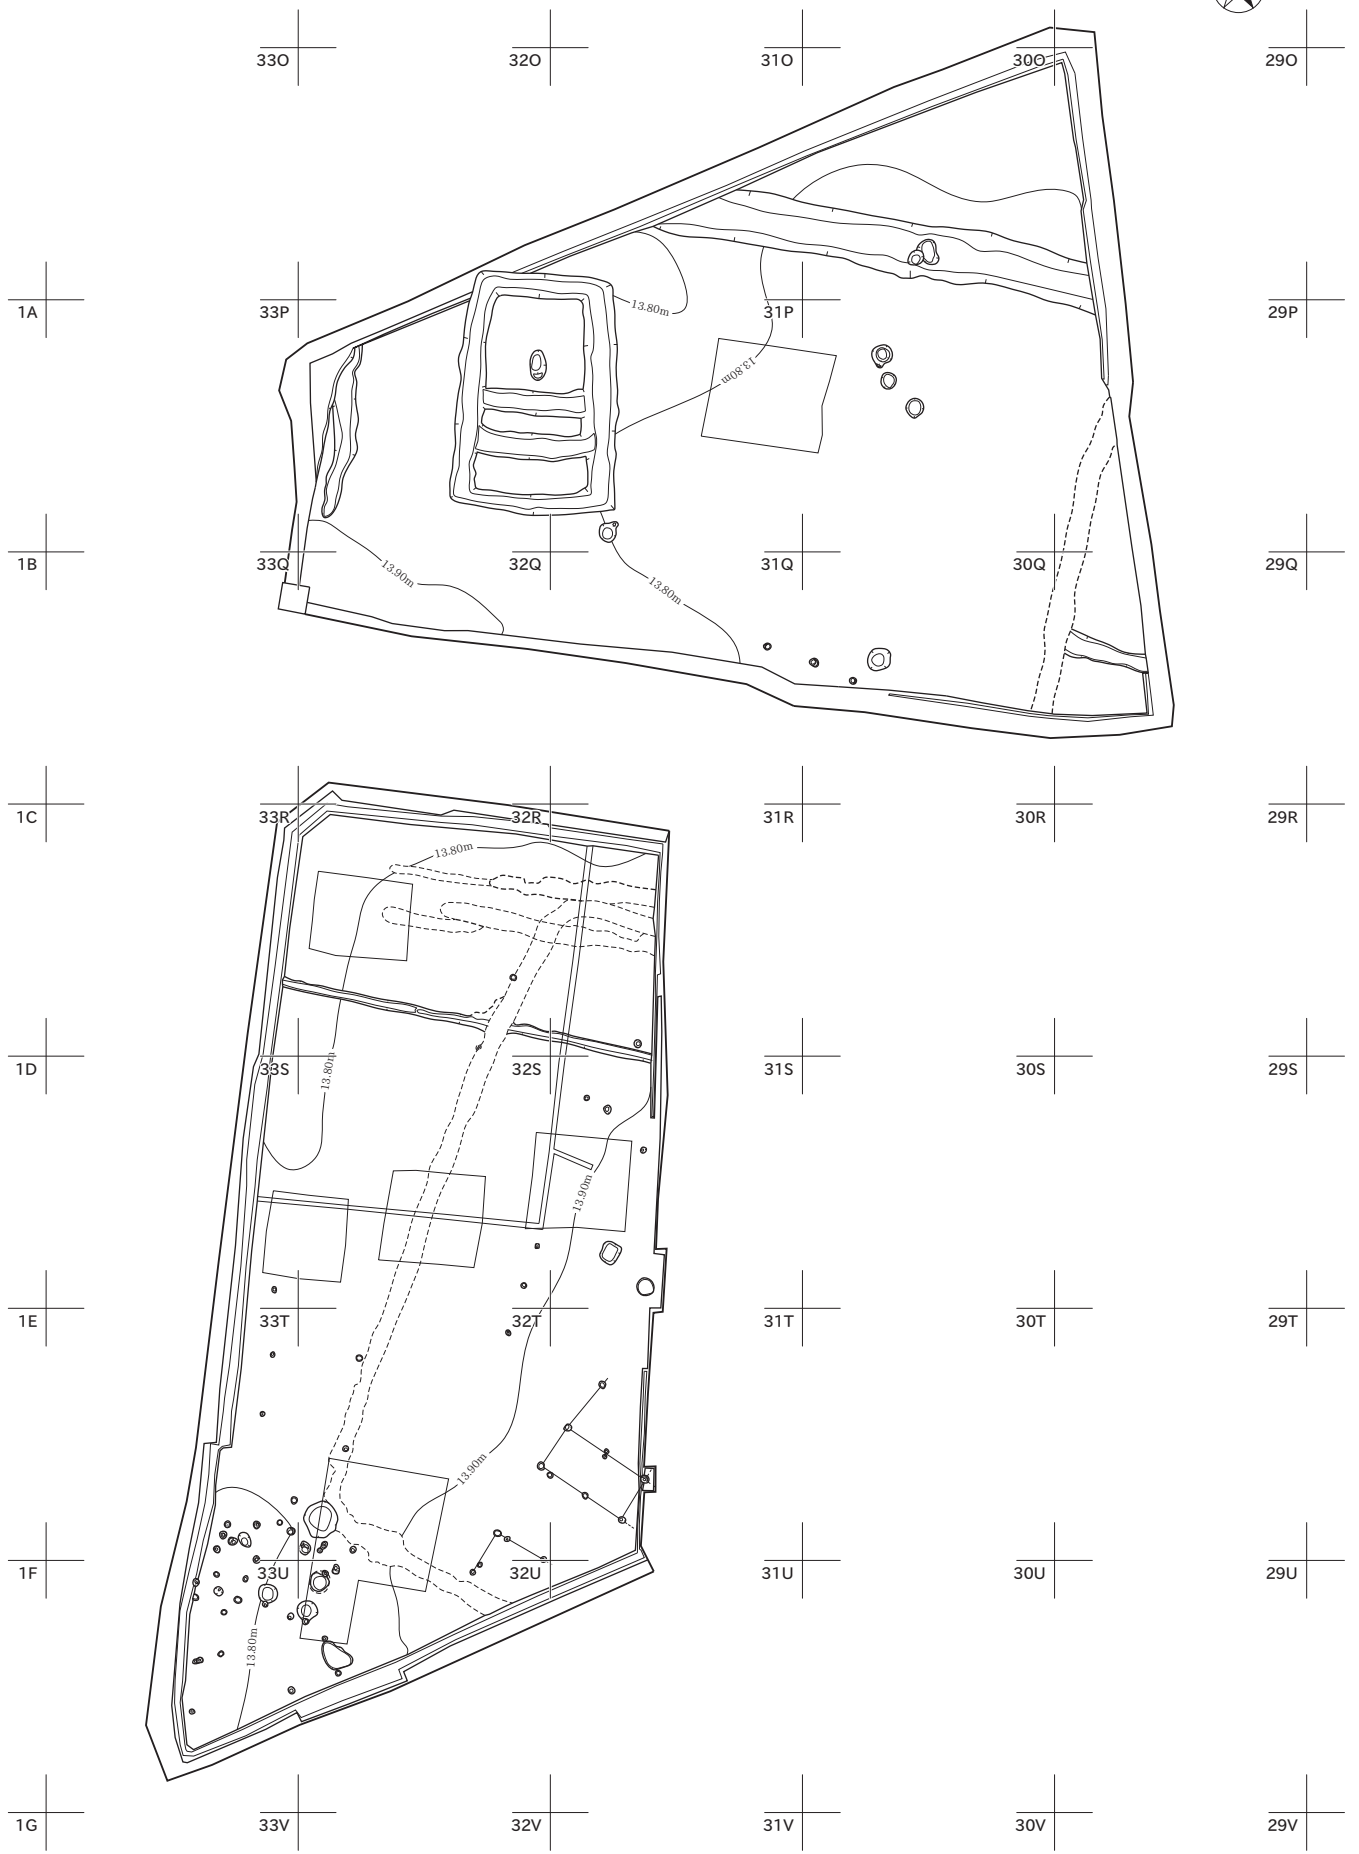 33O 32O 31O 30O 29O
13.80m
1A 33P 31P 29P
13.80m
1B 33Q 32Q 31Q 30Q 29Q
13.90m
13.80m
1C 33R 32R 31R 30R 29R
13.80m
1D 33S 32S 31S 30S 29S
13.80m
13.90m
1E 33T 32T 31T 30T 29T
13.90m
1F 33U 32U 31U 30U 29U
13.80m
1G 33V 32V 31V 30V 29V